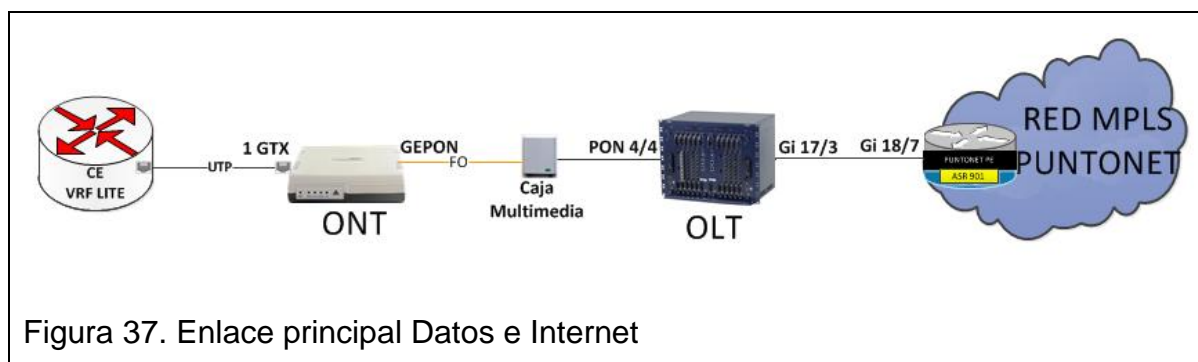 CE
VRF LITE
UTP
1 GTX
ONT
GEPON
FO
Caja
Multimedia
PON 4/4
OLT
Gi 17/3
Gi 18/7
PUNTONET PE
ASR 901
RED MPLS
PUNTONET
Figura 37. Enlace principal Datos e Internet